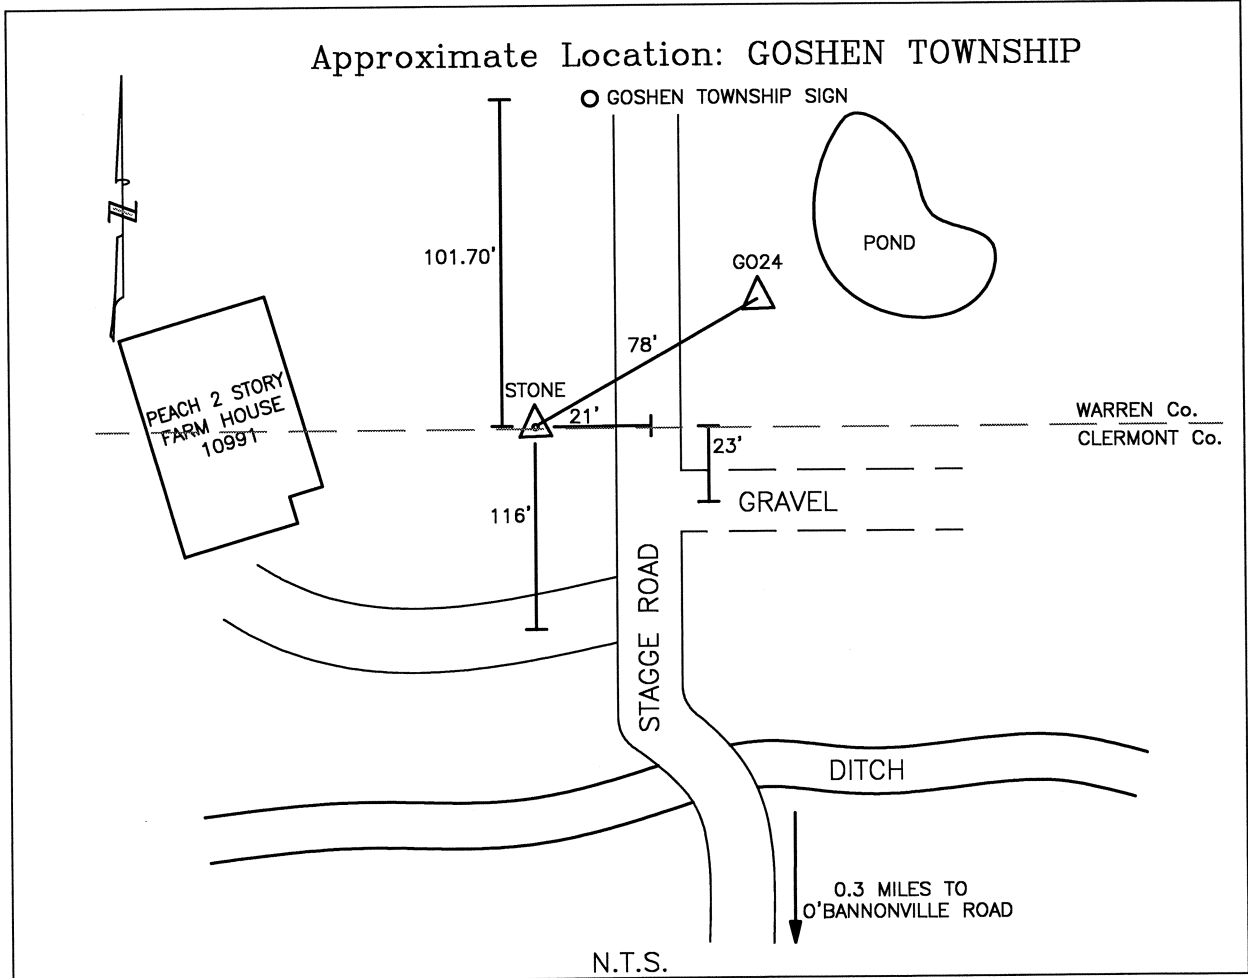 Approximate Location: GOSHEN TOWNSHIP
GOSHEN TOWNSHIP SIGN
N
101.70'
POND
GO24
78'
STONE
21'
PEACH 2 STORY
FARM HOUSE
10991
WARREN Co.
CLERMONT Co.
23'
GRAVEL
116'
STAGGE ROAD
DITCH
0.3 MILES TO
O'BANNONVILLE ROAD
N.T.S.